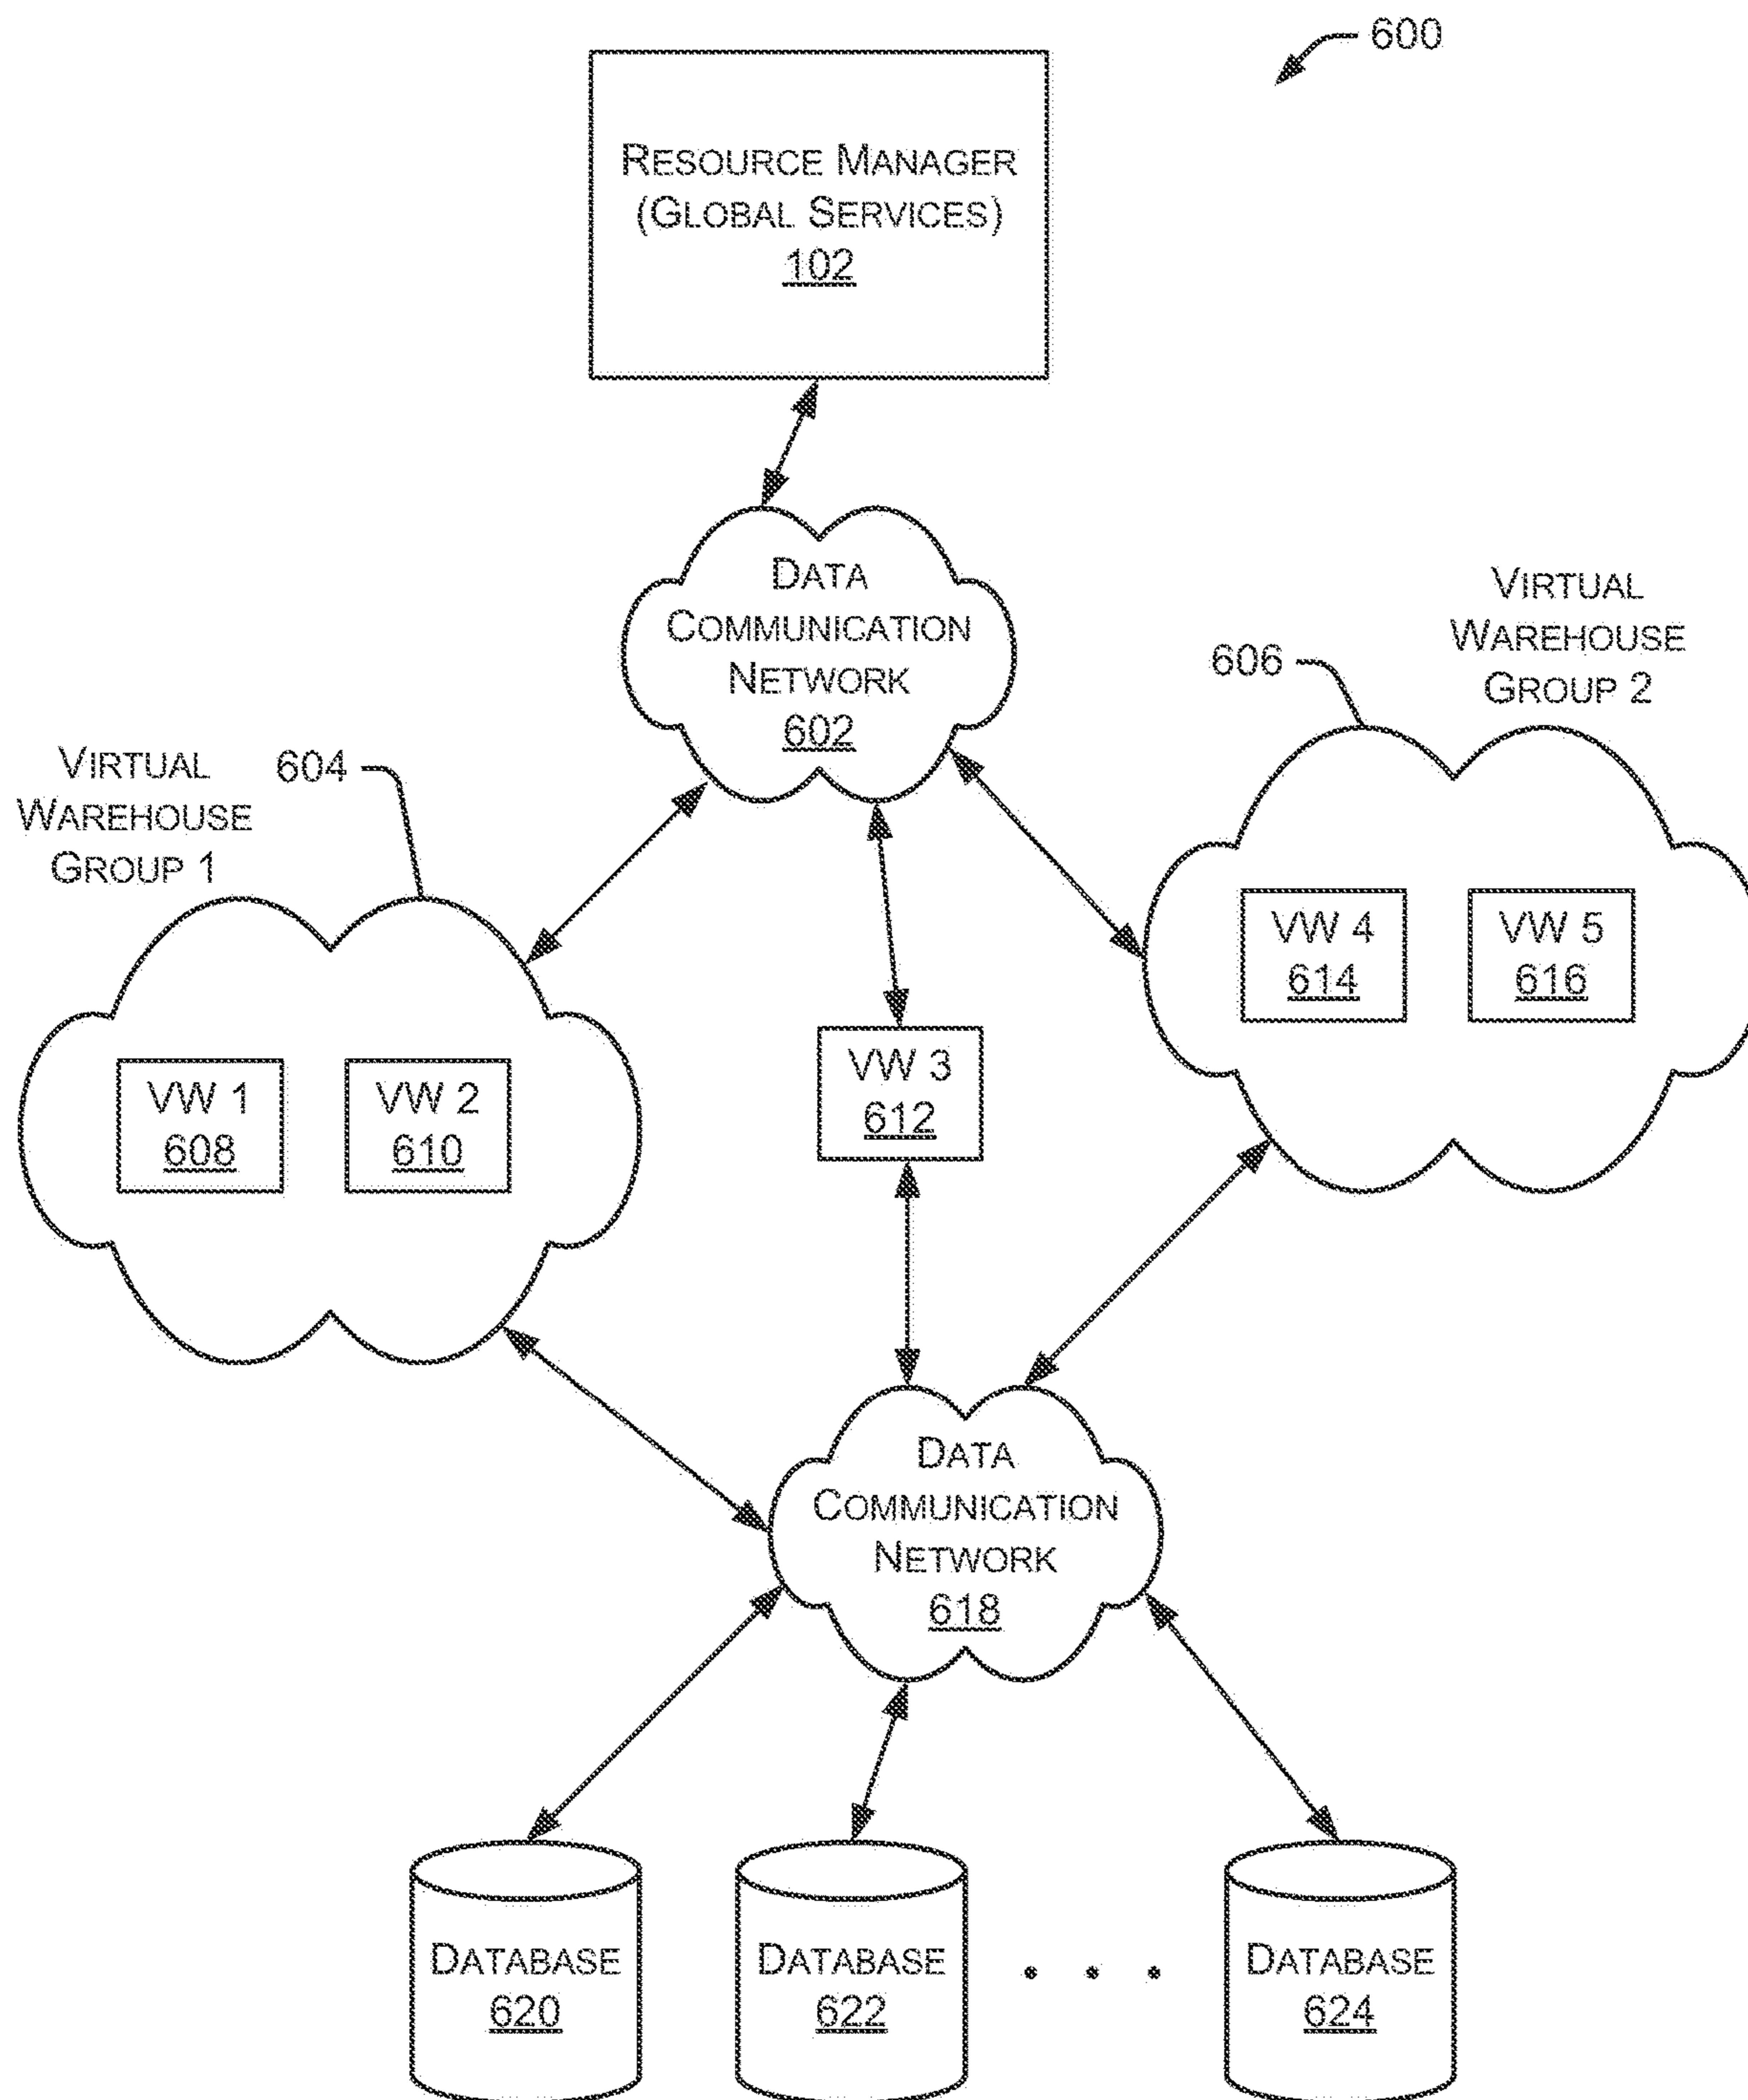 600
RESOURCE MANAGER
(GLOBAL SERVICES)
102
DATA
COMMUNICATION
NETWORK
602
VIRTUAL
WAREHOUSE
GROUP 2
606
VIRTUAL
WAREHOUSE
GROUP 1
604
VW 4
614
VW 5
616
VW 3
612
VW 1
608
VW 2
610
DATA
COMMUNICATION
NETWORK
618
DATABASE
620
DATABASE
622
. . .
DATABASE
624